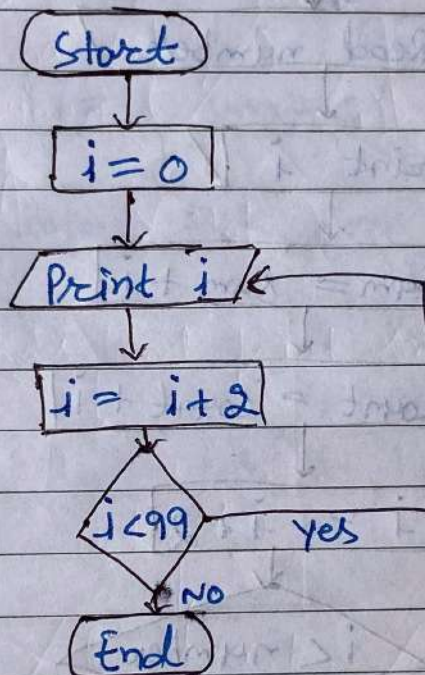 Start
i = 0
Print i
i = i + 2
i < 99
yes
NO
End